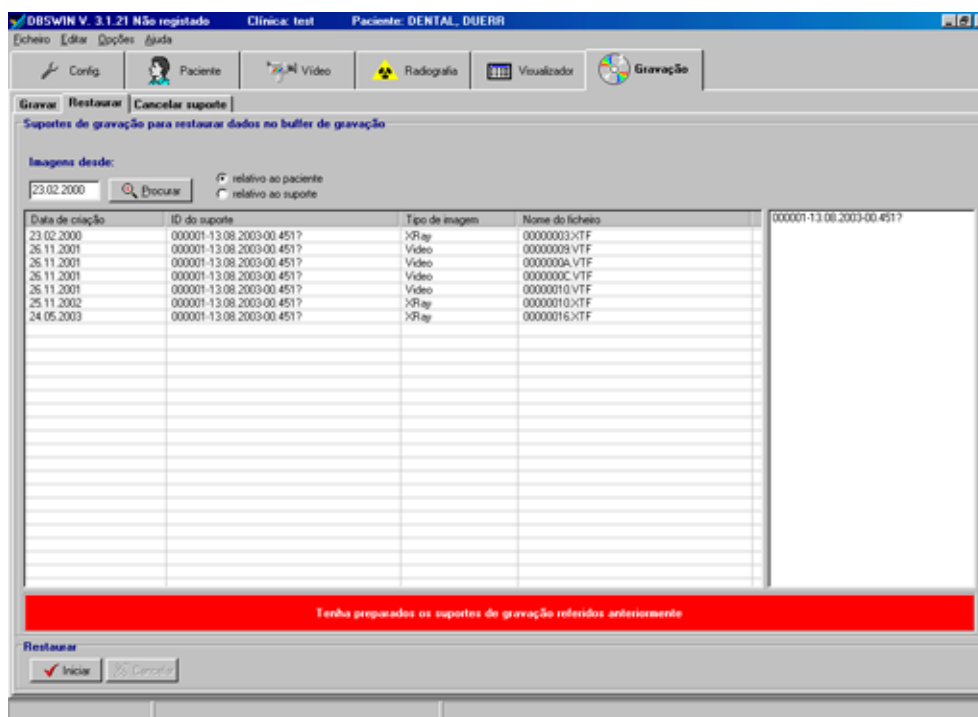 DBSWIN V. 3.1.21 Não registado Clínica: test Paciente: DENTAL, DUERR
Ficheiro Editar Opções Ajuda
Config. Paciente Vídeo Radiografia Visualizador Gravação
Gravar Restaurar Cancelar suporte
Suportes de gravação para restaurar dados no buffer de gravação
Imagens desde:
23.02.2000 Procurar
relativo ao paciente
relativo ao suporte
Data de criação ID do suporte Tipo de imagem Nome do ficheiro
23.02.2000 000001-13.08.2003-00.451? XRay 00000003.XTF
26.11.2001 000001-13.08.2003-00.451? Video 00000009.VTF
26.11.2001 000001-13.08.2003-00.451? Video 0000000A.VTF
26.11.2001 000001-13.08.2003-00.451? Video 0000000C.VTF
26.11.2001 000001-13.08.2003-00.451? Video 00000010.VTF
25.11.2002 000001-13.08.2003-00.451? XRay 00000010.XTF
24.05.2003 000001-13.08.2003-00.451? XRay 00000016.XTF
000001-13.08.2003-00.451?
Tenha preparados os suportes de gravação referidos anteriormente
Restaurar
Iniciar Cancelar